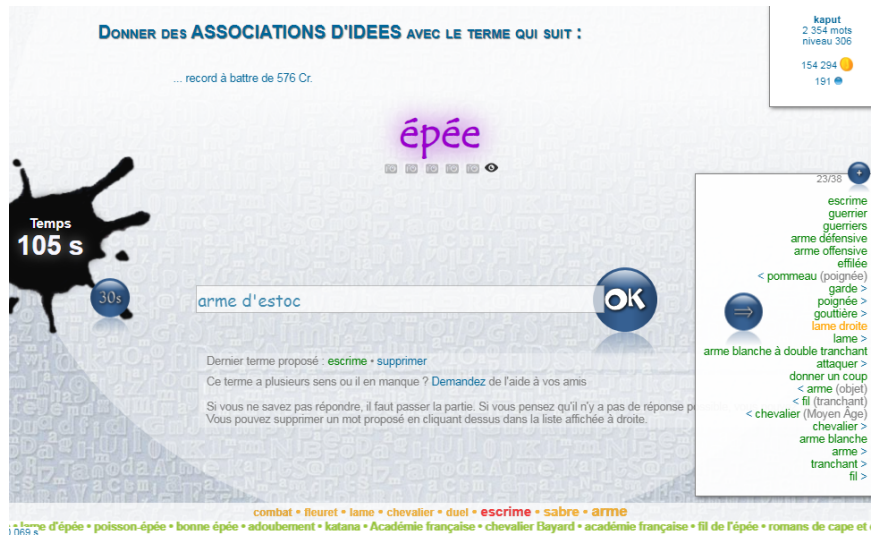 DONNER DES ASSOCIATIONS D'IDEES AVEC LE TERME QUI SUIT :
kaput
2 354 mots
niveau 306
154 294
191
... record à battre de 576 Cr.
épée
Temps
105 s
30s
arme d'estoc
OK
23/38
+
escrime
guerrier
guerriers
arme défensive
arme offensive
effilée
< pommeau (poignée)
garde >
poignée >
gouttière >
lame droite
lame >
arme blanche à double tranchant
attaquer >
donner un coup
< arme (objet)
< fil (tranchant)
< chevalier (Moyen Âge)
chevalier >
arme blanche
arme >
tranchant >
fil >
Dernier terme proposé : escrime • supprimer
Ce terme a plusieurs sens ou il en manque ? Demandez de l'aide à vos amis
Si vous ne savez pas répondre, il faut passer la partie. Si vous pensez qu'il n'y a pas de réponse
Vous pouvez supprimer un mot proposé en cliquant dessus dans la liste affichée à droite.
combat • fleuret • lame • chevalier • duel • escrime • sabre • arme
d'épée • poisson-épée • bonne épée • adoubement • katana • Académie française • chevalier Bayard • académie française • fil de l'épée • romans de cape et